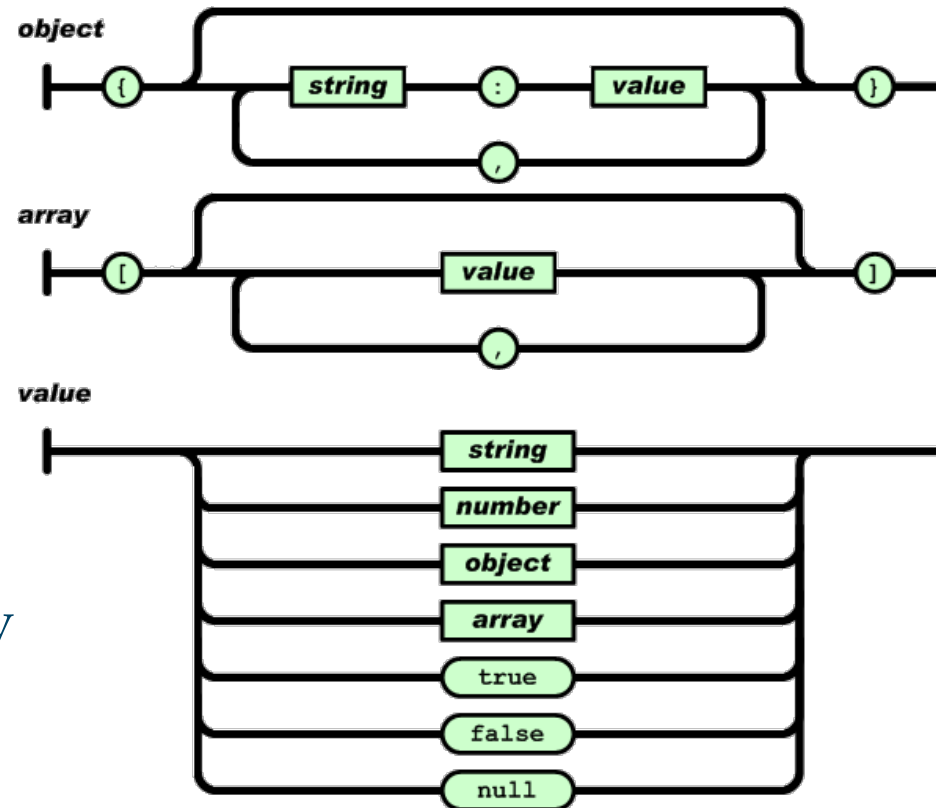 object
{ string : value }
,
array
[ value ]
,
value
string
number
object
array
true
false
null
y